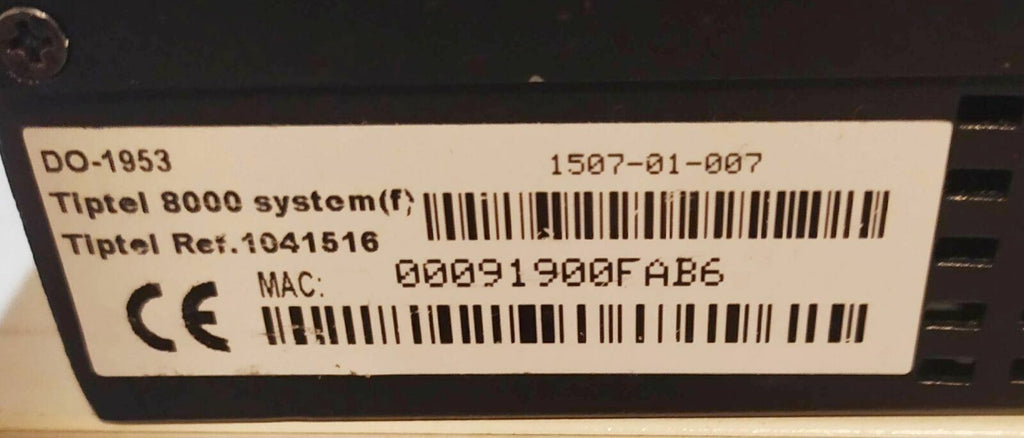 DO-1953
1507-01-007
Tiptel 8000 system(f)
Tiptel Ref.1041516
MAC: 00091900FAB6
CE